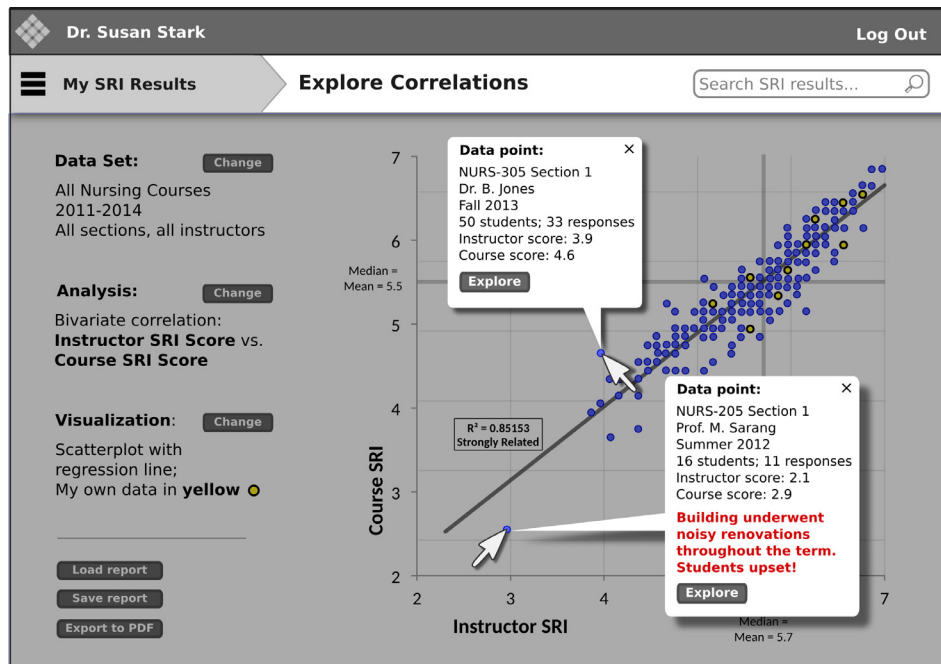 Dr. Susan Stark
Log Out
My SRI Results
Explore Correlations
Search SRI results...
Data Set:
Change
All Nursing Courses
2011-2014
All sections, all instructors
Analysis:
Change
Bivariate correlation:
Instructor SRI Score vs.
Course SRI Score
Visualization:
Change
Scatterplot with
regression line;
My own data in yellow
Load report
Save report
Export to PDF
7
6
Median =
Mean = 5.5
5
4
3
2
Course SRI
R² = 0.85153
Strongly Related
Data point:
×
NURS-305 Section 1
Dr. B. Jones
Fall 2013
50 students; 33 responses
Instructor score: 3.9
Course score: 4.6
Explore
Data point:
×
NURS-205 Section 1
Prof. M. Sarang
Summer 2012
16 students; 11 responses
Instructor score: 2.1
Course score: 2.9
Building underwent
noisy renovations
throughout the term.
Students upset!
Explore
2
3
4
7
Instructor SRI
Median =
Mean = 5.7